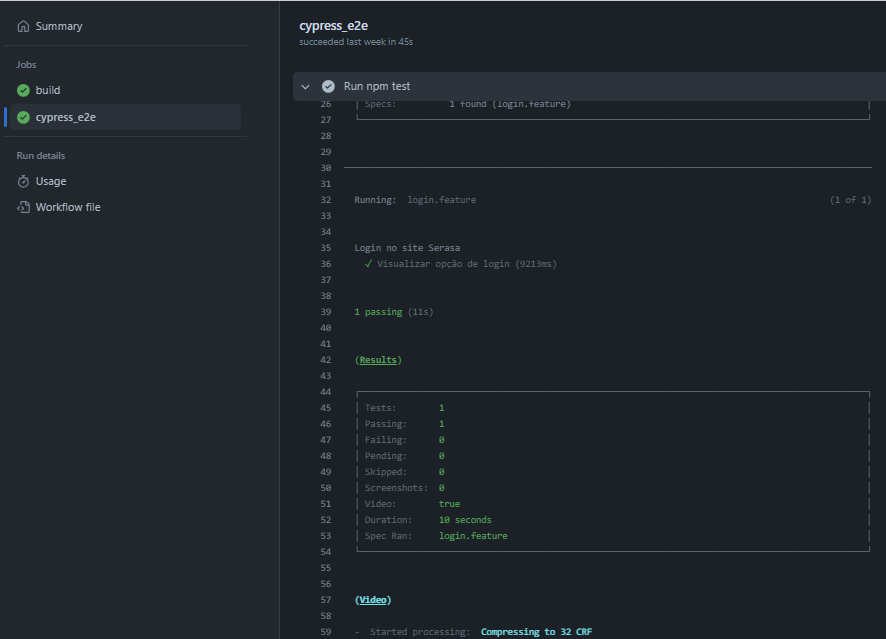 Summary
Jobs
build
cypress_e2e
Run details
Usage
Workflow file
cypress_e2e
succeeded last week in 45s
Run npm test
26 │ Specs: 1 found (login.feature) │
27
28
29
30
31
32 Running: login.feature (1 of 1)
33
34
35 Login no site Serasa
36 ✓ Visualizar opção de login (9213ms)
37
38
39 1 passing (11s)
40
41
42 (Results)
43
44
45 │ Tests: 1 │
46 │ Passing: 1 │
47 │ Failing: 0 │
48 │ Pending: 0 │
49 │ Skipped: 0 │
50 │ Screenshots: 0 │
51 │ Video: true │
52 │ Duration: 10 seconds │
53 │ Spec Ran: login.feature │
54
55
56
57 (Video)
58
59 - Started processing: Compressing to 32 CRF